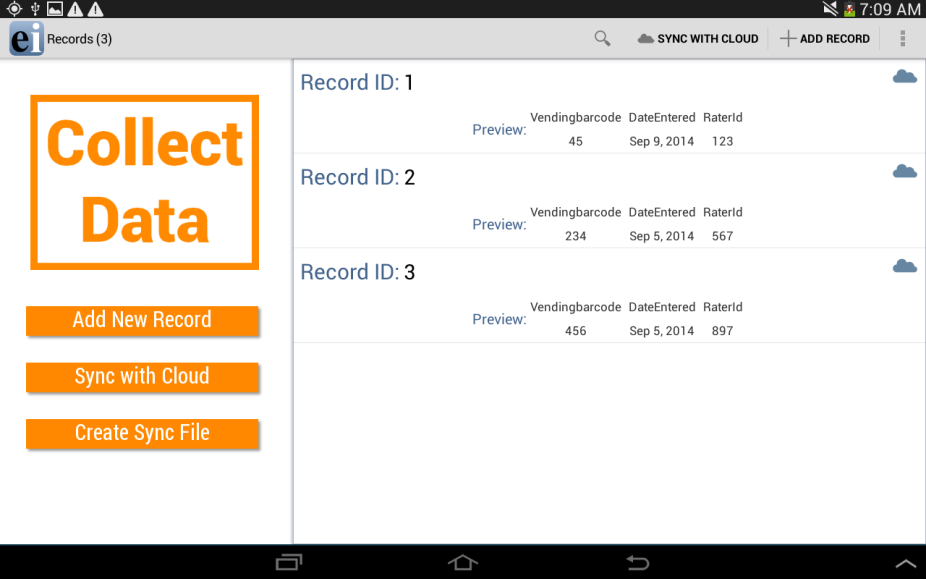 7:09 AM
ei Records (3)
SYNC WITH CLOUD
ADD RECORD
Collect
Data
Add New Record
Sync with Cloud
Create Sync File
Record ID: 1
Vendingbarcode DateEntered RaterId
Preview:
45 Sep 9, 2014 123
Record ID: 2
Vendingbarcode DateEntered RaterId
Preview:
234 Sep 5, 2014 567
Record ID: 3
Vendingbarcode DateEntered RaterId
Preview:
456 Sep 5, 2014 897